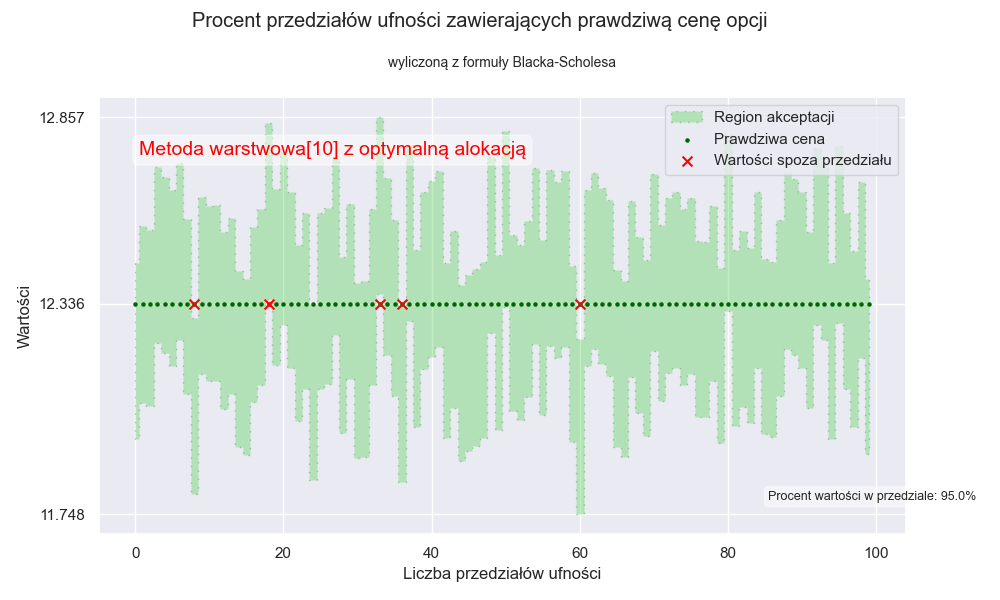 Procent przedziałów ufności zawierających prawdziwą cenę opcji
wyliczoną z formuły Blacka-Scholesa
12.857
Region akceptacji
Prawdziwa cena
Wartości spoza przedziału
Metoda warstwowa[10] z optymalną alokacją
Wartości
12.336
Procent wartości w przedziale: 95.0%
11.748
0
20
40
60
80
100
Liczba przedziałów ufności